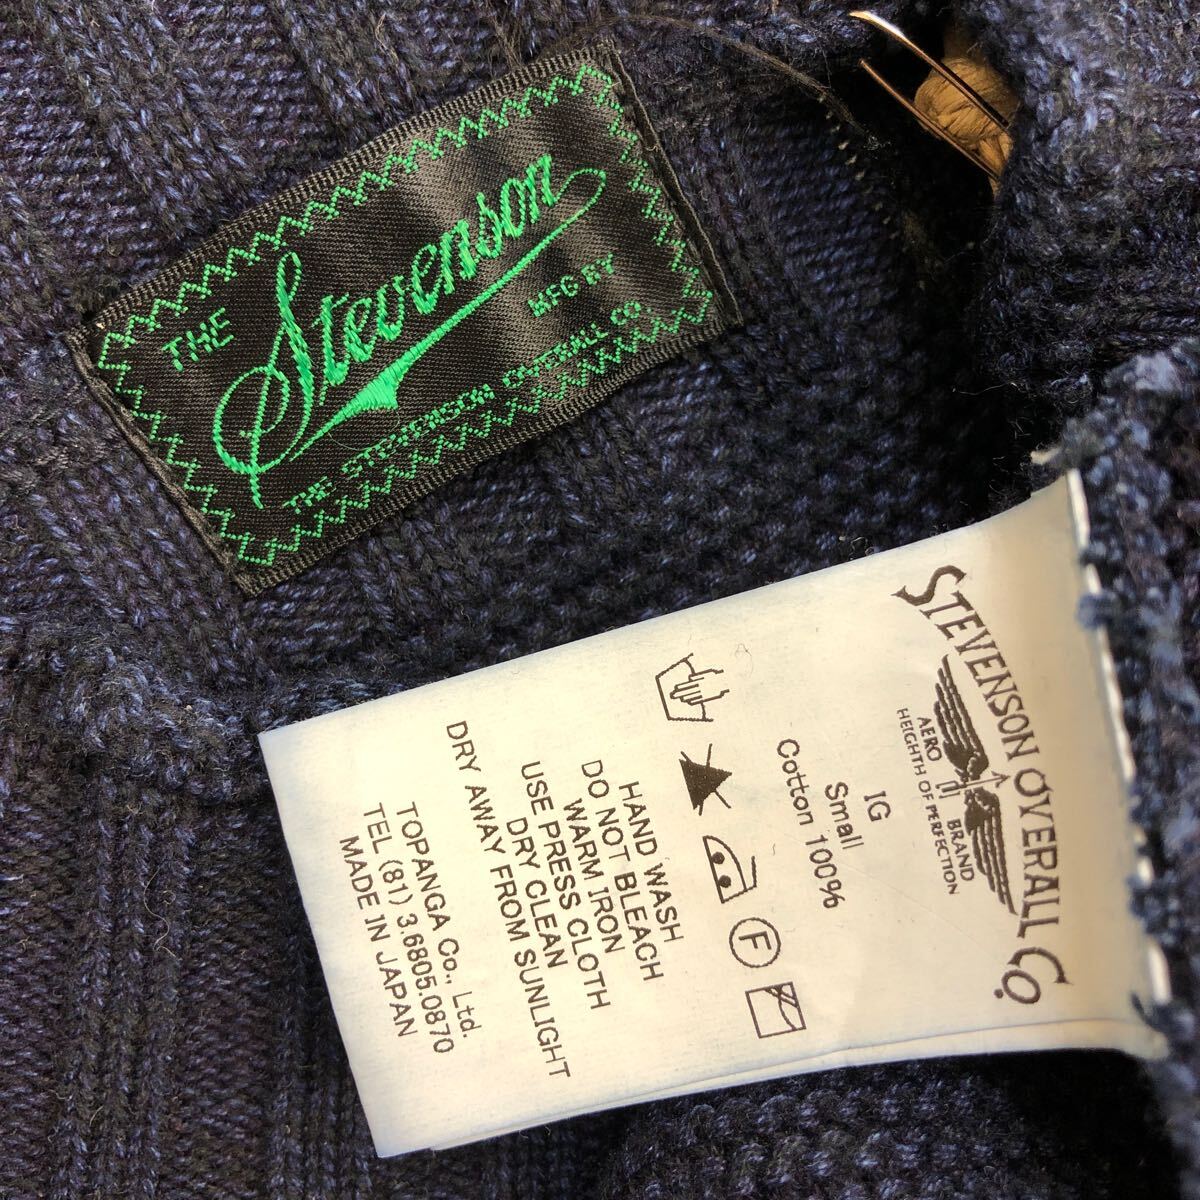 THE
Stevenson
MFG BY
THE STEVENSON OVERALL CO.
STEVENSON OVERALL CO.
AERO BRAND
HEIGHTH OF PERFECTION
IG
Small
Cotton 100%
F
HAND WASH
DO NOT BLEACH
WARM IRON
USE PRESS CLOTH
DRY CLEAN
DRY AWAY FROM SUNLIGHT
TOPANGA Co., Ltd.
TEL (81) 3.6805.0870
MADE IN JAPAN